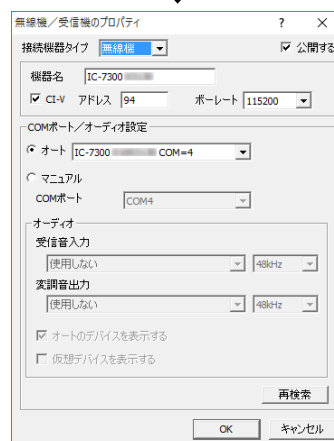 無線機／受信機のプロパティ ? ×
接続機器タイプ 無線機 公開する
機器名 IC-7300
CI-V アドレス 94 ボーレート 115200
COMポート／オーディオ設定
オート IC-7300 COM=4
マニュアル
COMポート COM4
オーディオ
受信音入力
使用しない 48kHz
変調音出力
使用しない 48kHz
オートのデバイスを表示する
仮想デバイスを表示する
再検索
OK キャンセル